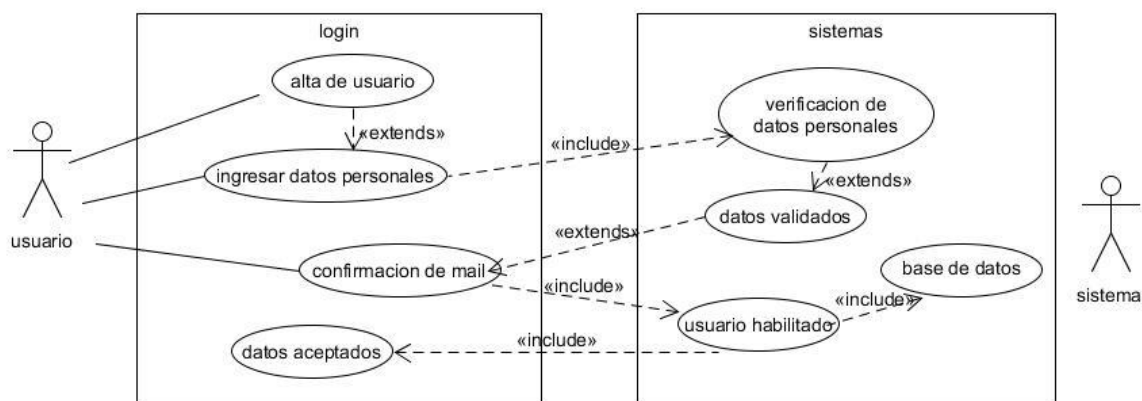 login
sistemas
alta de usuario
«extends»
verificacion de
datos personales
«include»
ingresar datos personales
«extends»
usuario
datos validados
«extends»
confirmacion de mail
base de datos
sistema
«include»
«include»
usuario habilitado
datos aceptados
«include»